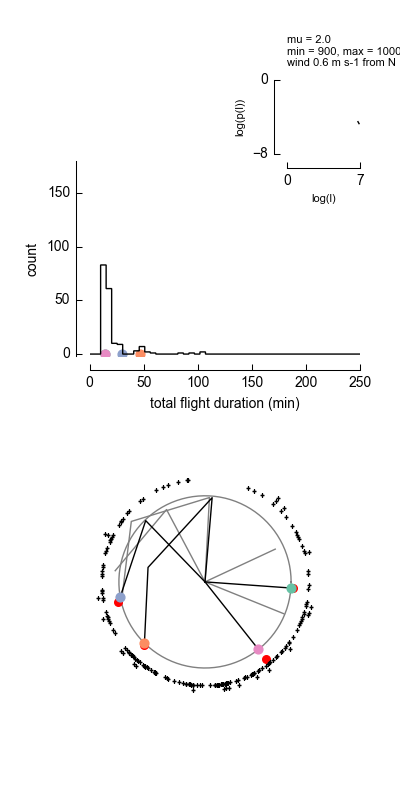 mu = 2.0
min = 900, max = 1000
wind 0.6 m s-1 from N
0
log(p(l))
−8
0 7
log(l)
150
count
100
50
0
0 50 100 150 200 250
total flight duration (min)